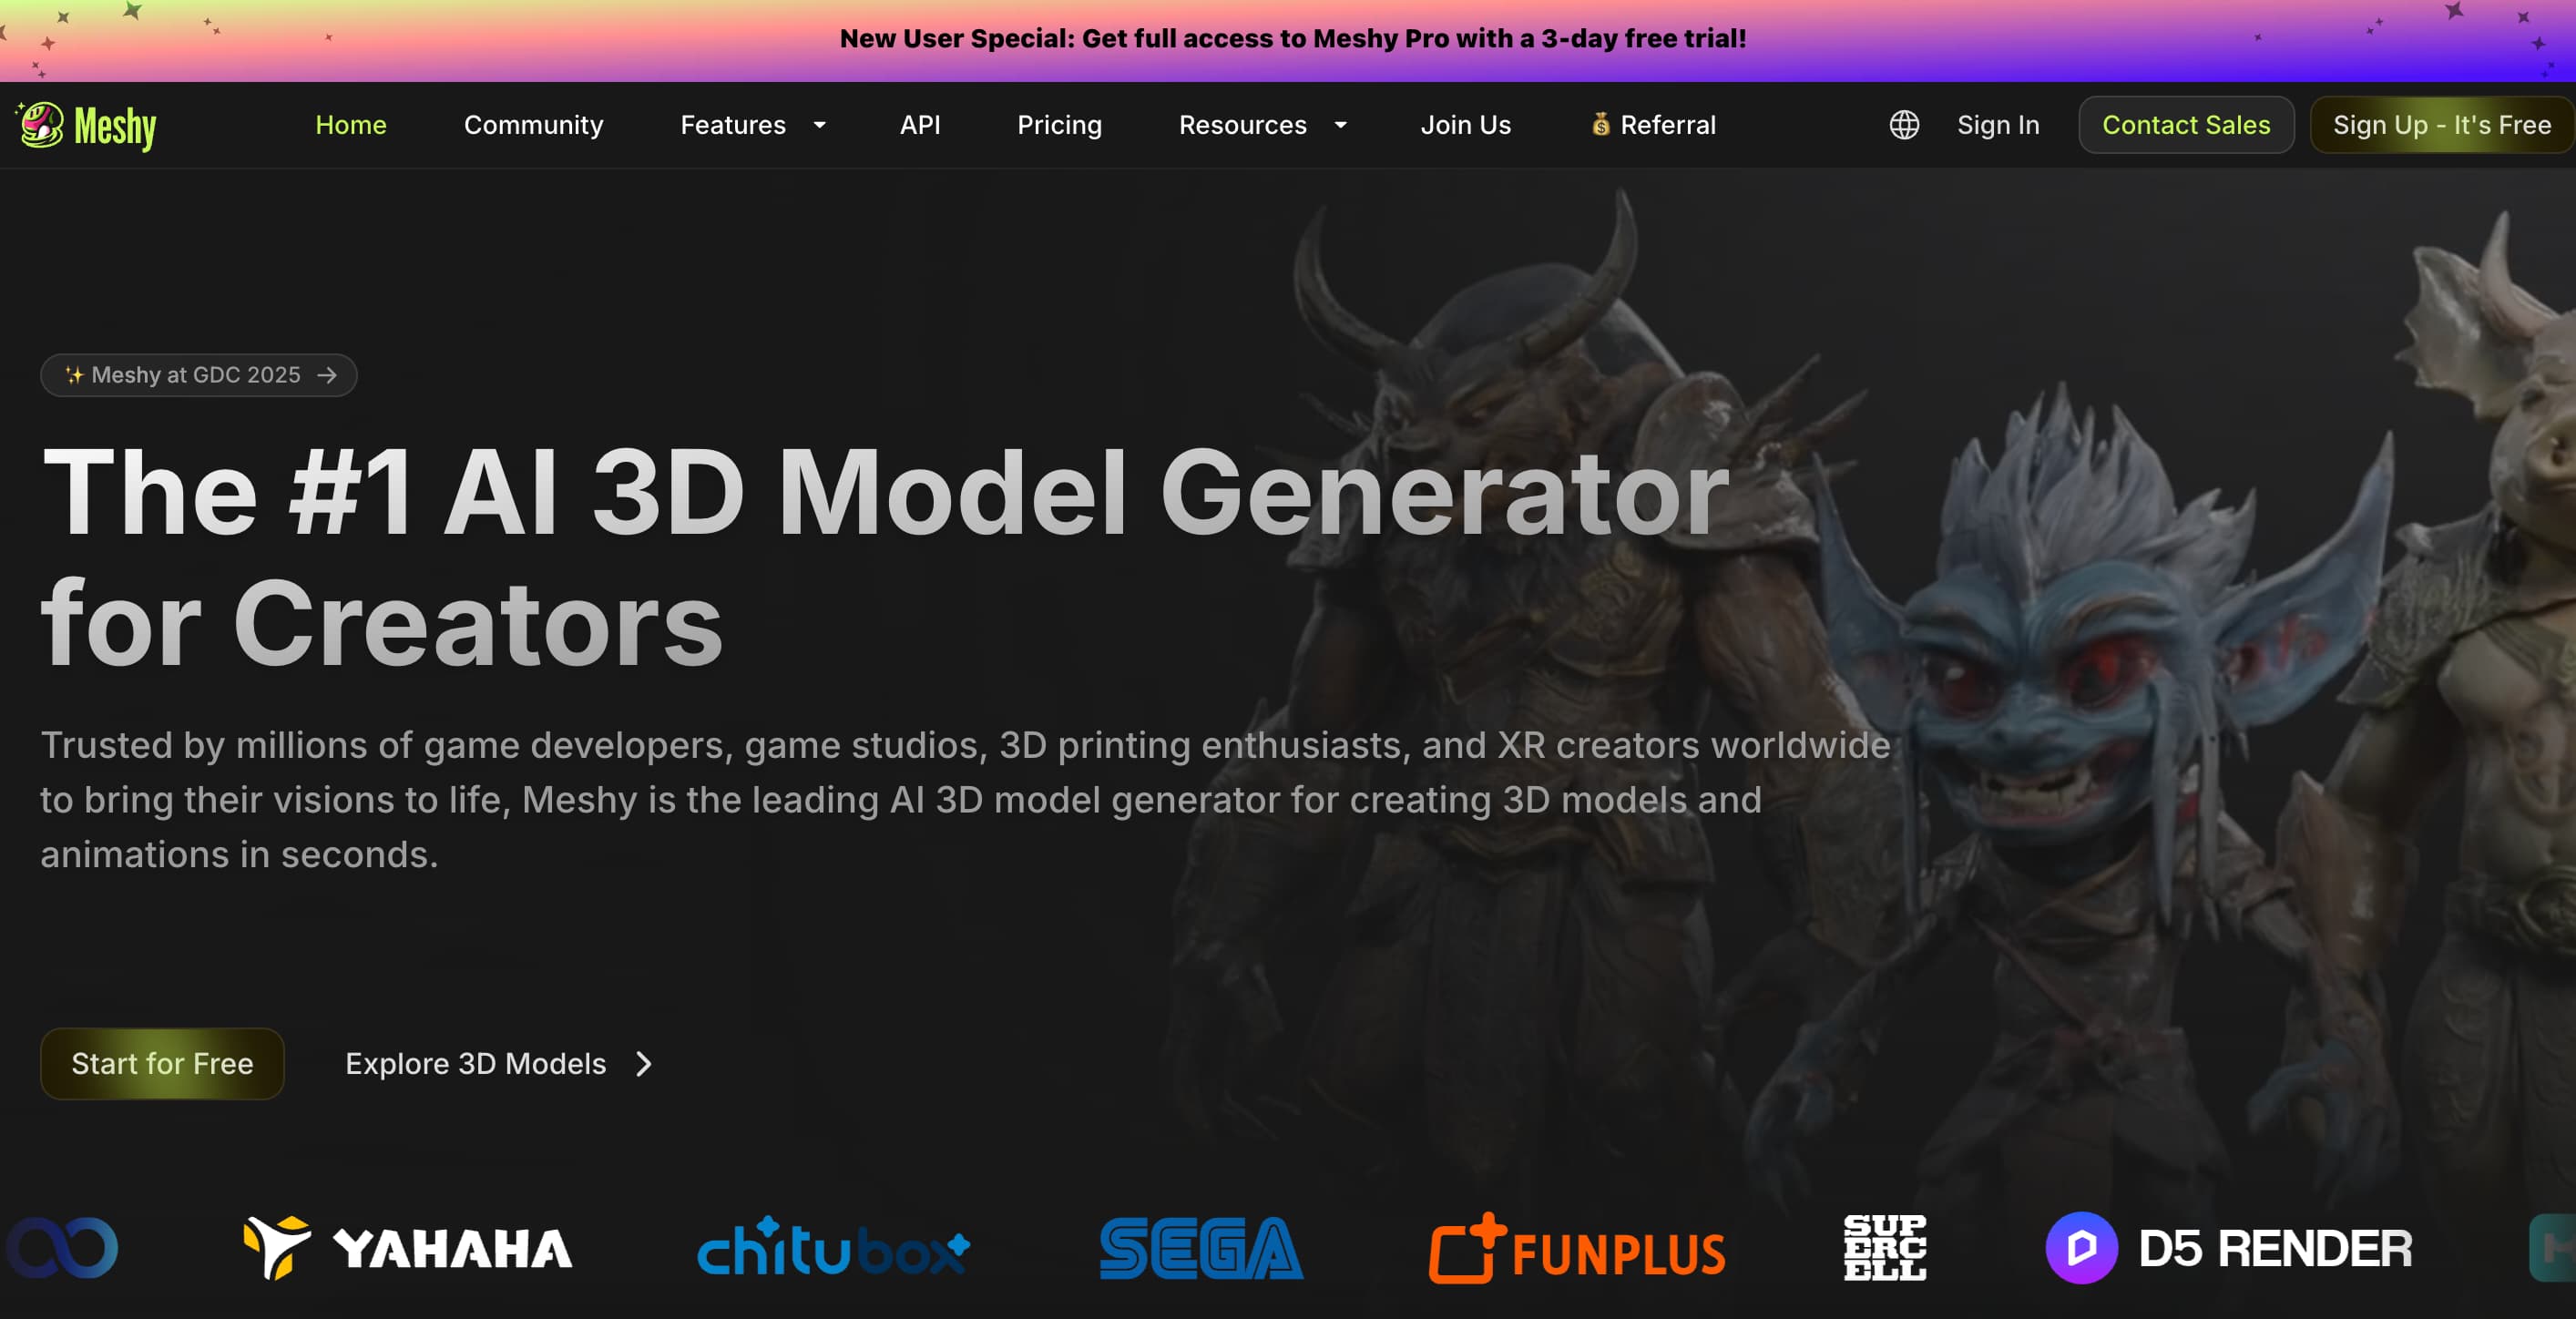 New User Special: Get full access to Meshy Pro with a 3-day free trial!
Meshy
Home
Community
Features
API
Pricing
Resources
Join Us
💰 Referral
Sign In
Contact Sales
Sign Up - It's Free
✨ Meshy at GDC 2025 →
The #1 AI 3D Model Generator
for Creators
Trusted by millions of game developers, game studios, 3D printing enthusiasts, and XR creators worldwide
to bring their visions to life, Meshy is the leading AI 3D model generator for creating 3D models and
animations in seconds.
Start for Free
Explore 3D Models
YAHAHA
chitubox
SEGA
FUNPLUS
SUP
ERC
ELL
D5 RENDER